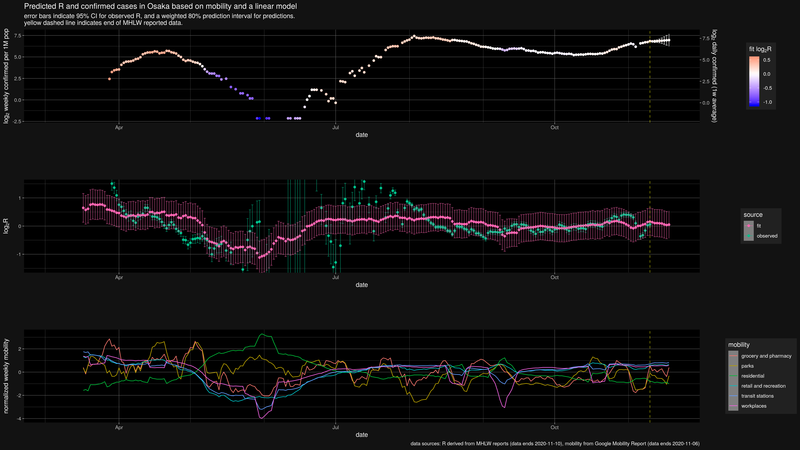 Predicted R and confirmed cases in Osaka based on mobility and a linear model
error bars indicate 95% CI for observed R, and a weighted 80% prediction interval for predictions.
yellow dashed line indicates end of MHLW reported data.
log₂ weekly confirmed per 1M pop
7.5
5.0
2.5
0.0
-2.5
7.5
5.0
2.5
0.0
log₂ daily confirmed (1w average)
Apr
Jul
Oct
date
fit log₂R
0.5
0.0
-0.5
-1.0
log₂R
1
0
-1
Apr
Jul
Oct
date
source
fit
observed
normalised weekly mobility
2
0
-2
-4
Apr
Jul
Oct
date
mobility
grocery and pharmacy
parks
residential
retail and recreation
transit stations
workplaces
data sources: R derived from MHLW reports (data ends 2020-11-10), mobility from Google Mobility Report (data ends 2020-11-06)